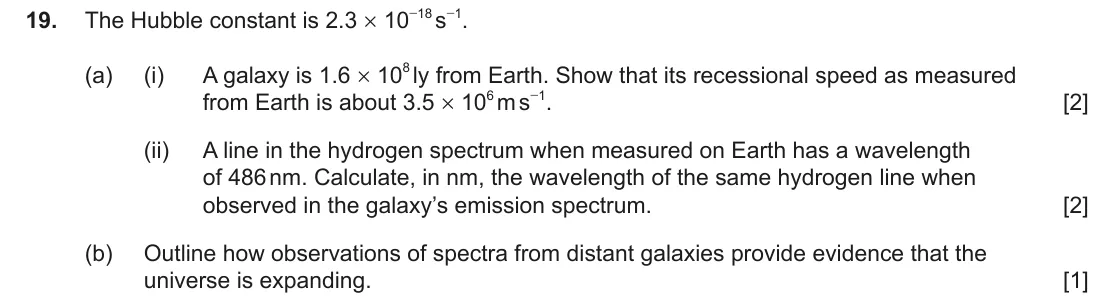 19. The Hubble constant is 2.3 × 10⁻¹⁸ s⁻¹.
(a) (i) A galaxy is 1.6 × 10⁸ ly from Earth. Show that its recessional speed as measured
from Earth is about 3.5 × 10⁶ m s⁻¹. [2]
(ii) A line in the hydrogen spectrum when measured on Earth has a wavelength
of 486 nm. Calculate, in nm, the wavelength of the same hydrogen line when
observed in the galaxy’s emission spectrum. [2]
(b) Outline how observations of spectra from distant galaxies provide evidence that the
universe is expanding. [1]